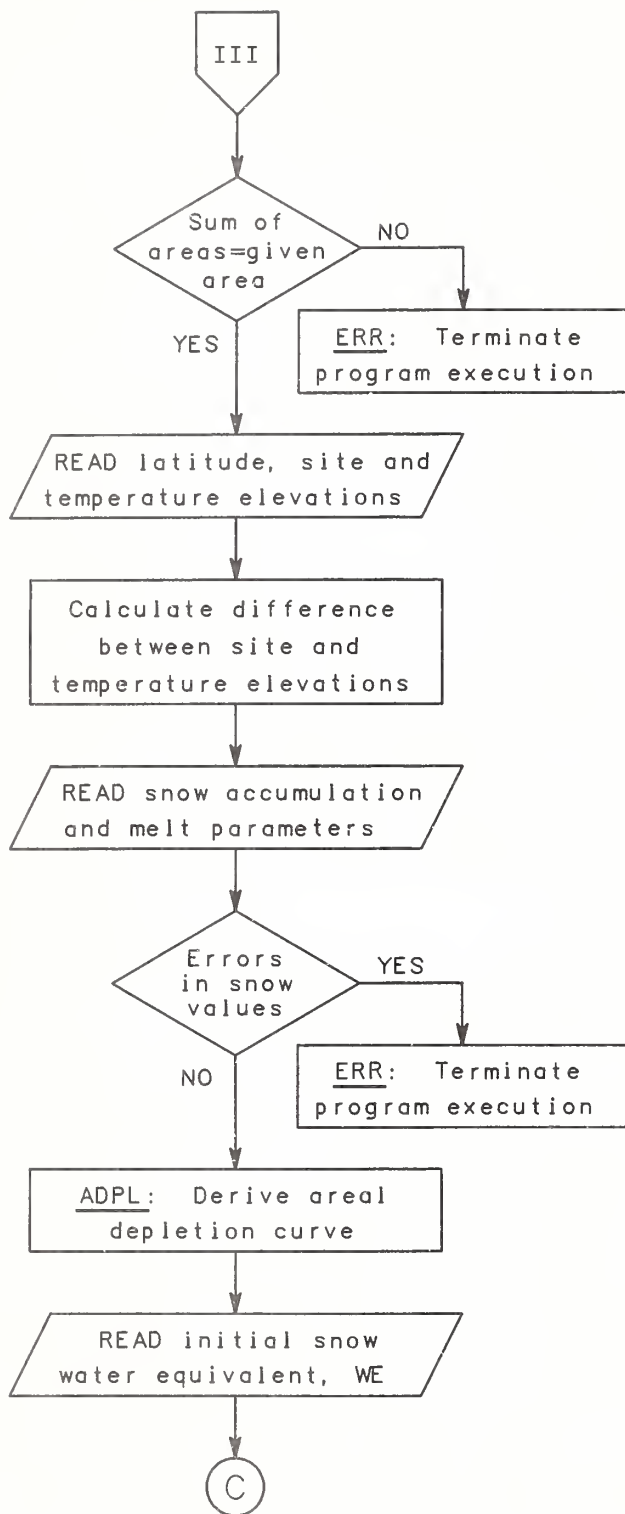 III
Sum of
areas=given
area
NO
YES
ERR: Terminate
program execution
READ latitude, site and
temperature elevations
Calculate difference
between site and
temperature elevations
READ snow accumulation
and melt parameters
Errors
in snow
values
YES
NO
ERR: Terminate
program execution
ADPL: Derive areal
depletion curve
READ initial snow
water equivalent, WE
C